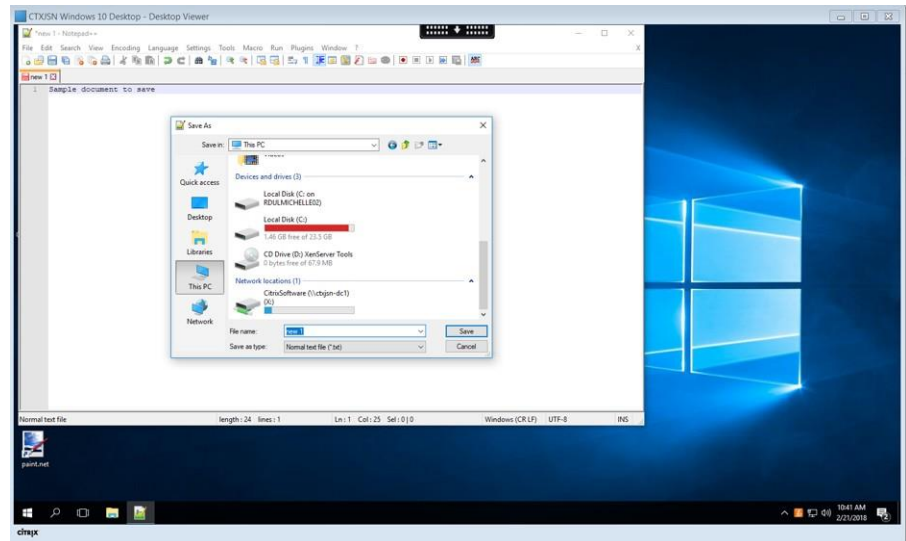 CTXJSN Windows 10 Desktop - Desktop Viewer
*new 1 - Notepad++
File Edit Search View Encoding Language Settings Tools Macro Run Plugins Window ?
X
new 1
1 Sample document to save
Save As
Save in: This PC
Quick access
Desktop
Libraries
This PC
Network
Devices and drives (3)
Local Disk (C: on
RDULMICHELLE02)
Local Disk (C:)
1.46 GB free of 23.5 GB
CD Drive (D:) XenServer Tools
0 bytes free of 67.9 MB
Network locations (1)
CitrixSoftware (\\ctxjsn-dc1)
(X:)
File name: new 1
Save
Save as type: Normal text file (*.txt)
Cancel
Normal text file length : 24 lines : 1 Ln : 1 Col : 25 Sel : 0 | 0 Windows (CR LF) UTF-8 INS
paint.net
10:41 AM
2/21/2018
2
citrix